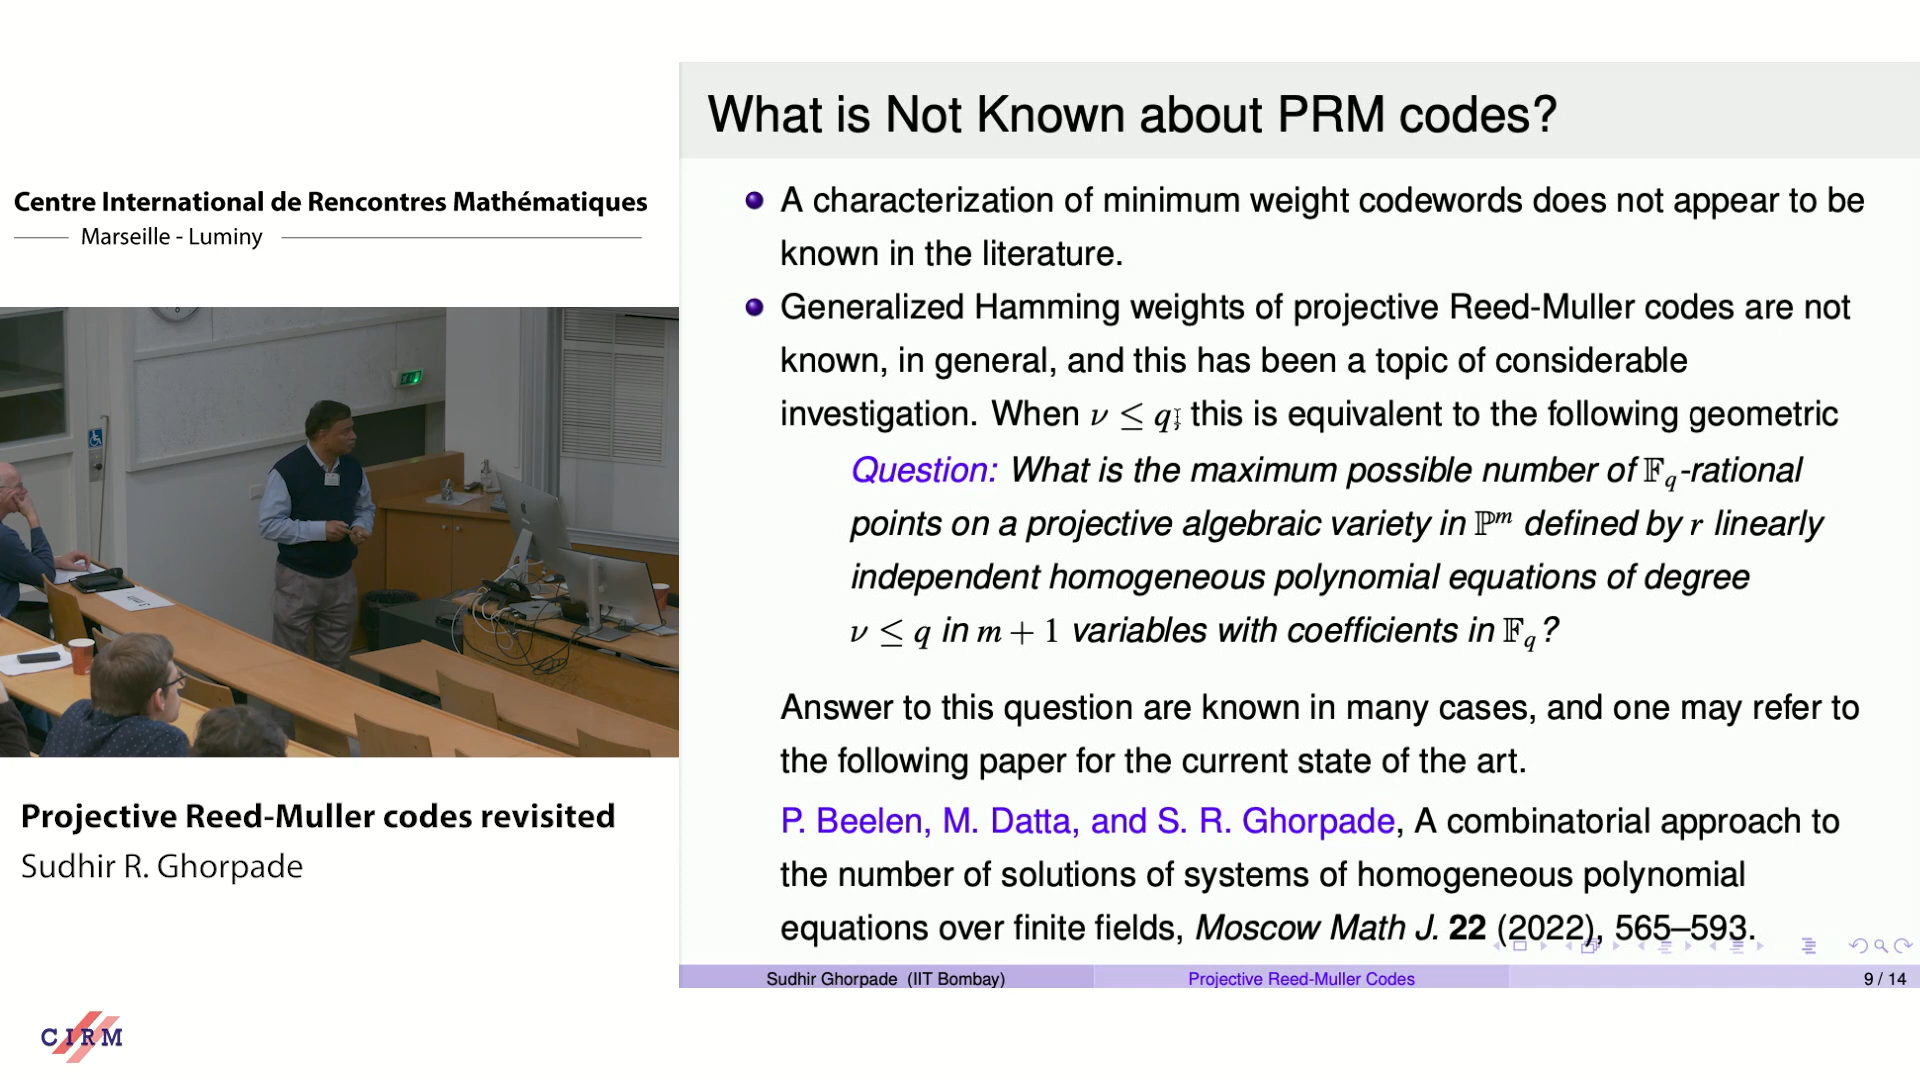 Centre International de Rencontres Mathématiques
Marseille - Luminy
Projective Reed-Muller codes revisited
Sudhir R. Ghorpade
CIRM
What is Not Known about PRM codes?
A characterization of minimum weight codewords does not appear to be
known in the literature.
Generalized Hamming weights of projective Reed-Muller codes are not
known, in general, and this has been a topic of considerable
investigation. When ν ≤ q, this is equivalent to the following geometric
Question: What is the maximum possible number of 𝔽_q-rational
points on a projective algebraic variety in ℙ^m defined by r linearly
independent homogeneous polynomial equations of degree
ν ≤ q in m + 1 variables with coefficients in 𝔽_q?
Answer to this question are known in many cases, and one may refer to
the following paper for the current state of the art.
P. Beelen, M. Datta, and S. R. Ghorpade, A combinatorial approach to
the number of solutions of systems of homogeneous polynomial
equations over finite fields, Moscow Math J. 22 (2022), 565–593.
Sudhir Ghorpade (IIT Bombay)
Projective Reed-Muller Codes
9 / 14